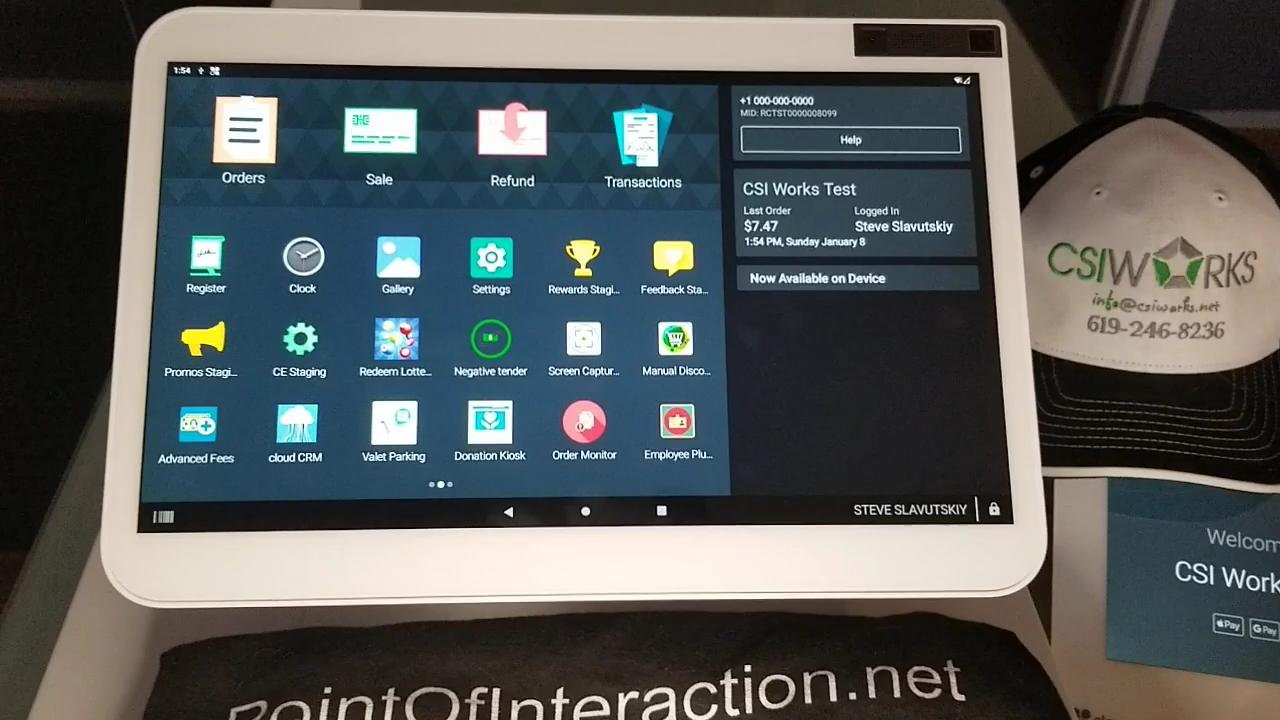 1:54
+1 000-000-0000
MID: RCTST0000008099
Help
Orders
Sale
Refund
Transactions
CSI Works Test
Last Order
Logged In
$7.47
Steve Slavutskiy
1:54 PM, Sunday January 8
Now Available on Device
Register
Clock
Gallery
Settings
Rewards Stagi...
Feedback Sta...
Promos Stagi...
CE Staging
Redeem Lotte...
Negative tender
Screen Captur...
Manual Disco...
Advanced Fees
cloud CRM
Valet Parking
Donation Kiosk
Order Monitor
Employee Plu...
STEVE SLAVUTSKIY
CSIWORKS
info@csiworks.net
619-246-8236
Welcom
CSI Work
Pay
G Pay
PointOfInteraction.net